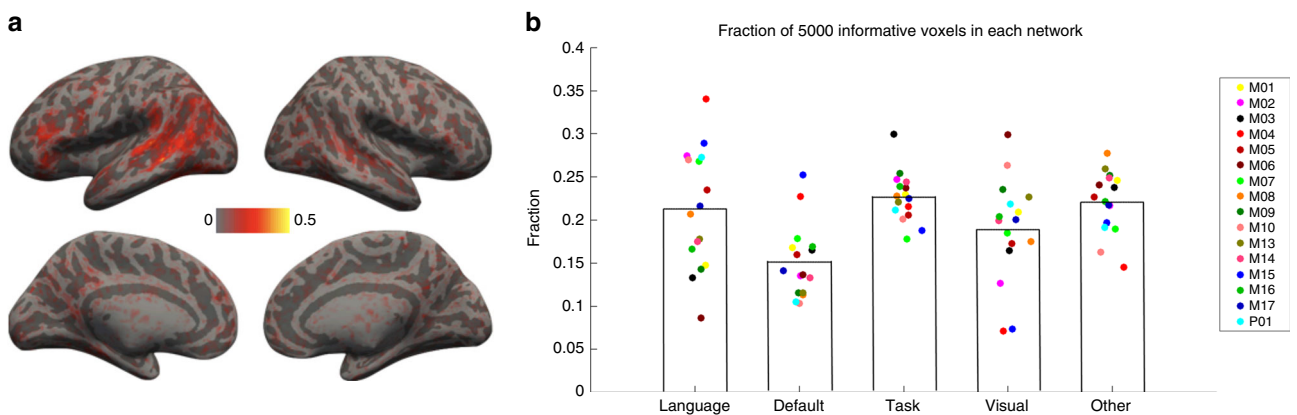 a
0
0.5
b
Fraction of 5000 informative voxels in each network
Fraction
0.4
0.3
0.25
0.2
0.15
0.1
0.05
0
Language
Default
Task
Visual
Other
M01
M02
M03
M04
M05
M06
M07
M08
M09
M10
M13
M14
M15
M16
M17
P01